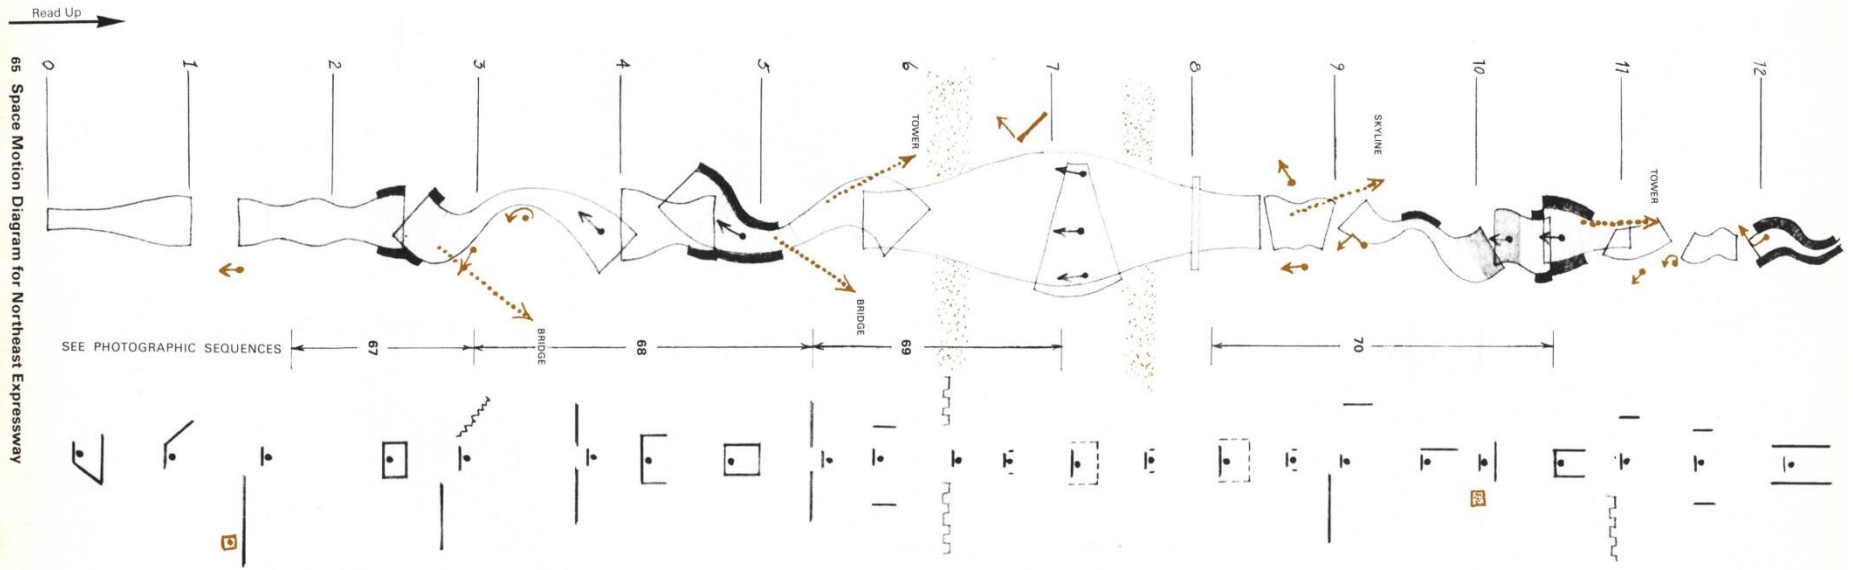 Read Up
65 Space Motion Diagram for Northeast Expressway
0
1
2
3
4
5
6
7
8
9
10
11
12
TOWER
SKYLINE
TOWER
BRIDGE
BRIDGE
SEE PHOTOGRAPHIC SEQUENCES
67
68
69
70